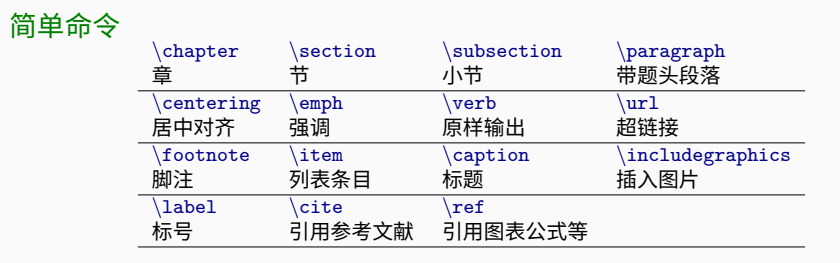 简单命令
\chapter \section \subsection \paragraph
章 节 小节 带题头段落
\centering \emph \verb \url
居中对齐 强调 原样输出 超链接
\footnote \item \caption \includegraphics
脚注 列表条目 标题 插入图片
\label \cite \ref
标号 引用参考文献 引用图表公式等